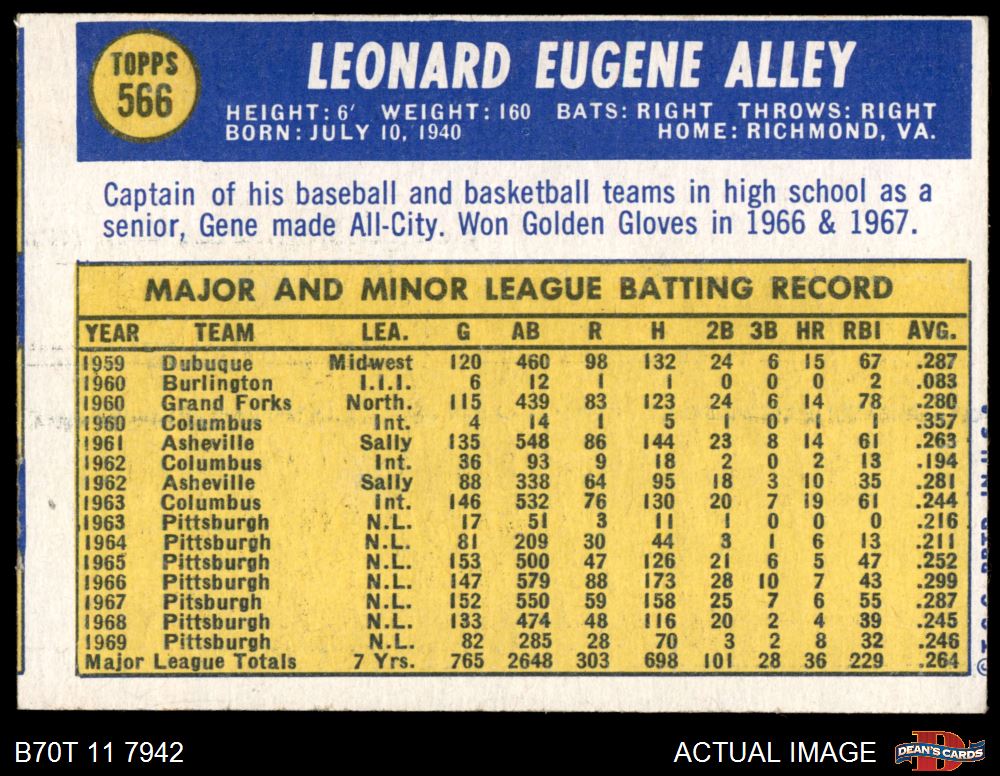 TOPPS
566
LEONARD EUGENE ALLEY
HEIGHT: 6' WEIGHT: 160 BATS: RIGHT THROWS: RIGHT
BORN: JULY 10, 1940 HOME: RICHMOND, VA.
Captain of his baseball and basketball teams in high school as a
senior, Gene made All-City. Won Golden Gloves in 1966 & 1967.
MAJOR AND MINOR LEAGUE BATTING RECORD
YEAR TEAM LEA. G AB R H 2B 3B HR RBI AVG.
1959 Dubuque Midwest 120 460 98 132 24 6 15 67 .287
1960 Burlington I.I.I. 6 12 1 1 0 0 0 2 .083
1960 Grand Forks North. 115 439 83 123 24 6 14 78 .280
1960 Columbus Int. 4 14 1 5 1 0 1 1 .357
1961 Asheville Sally 135 548 86 144 23 8 14 61 .263
1962 Columbus Int. 36 93 9 18 2 0 2 13 .194
1962 Asheville Sally 88 338 64 95 18 3 10 35 .281
1963 Columbus Int. 146 532 76 130 20 7 19 61 .244
1963 Pittsburgh N.L. 17 51 3 11 1 0 0 0 .216
1964 Pittsburgh N.L. 81 209 30 44 3 1 6 13 .211
1965 Pittsburgh N.L. 153 500 47 126 21 6 5 47 .252
1966 Pittsburgh N.L. 147 579 88 173 28 10 7 43 .299
1967 Pitsburgh N.L. 152 550 59 158 25 7 6 55 .287
1968 Pittsburgh N.L. 133 474 48 116 20 2 4 39 .245
1969 Pittsburgh N.L. 82 285 28 70 3 2 8 32 .246
Major League Totals 7 Yrs. 765 2648 303 698 101 28 36 229 .264
B70T 11 7942
ACTUAL IMAGE
DEAN'S CARDS